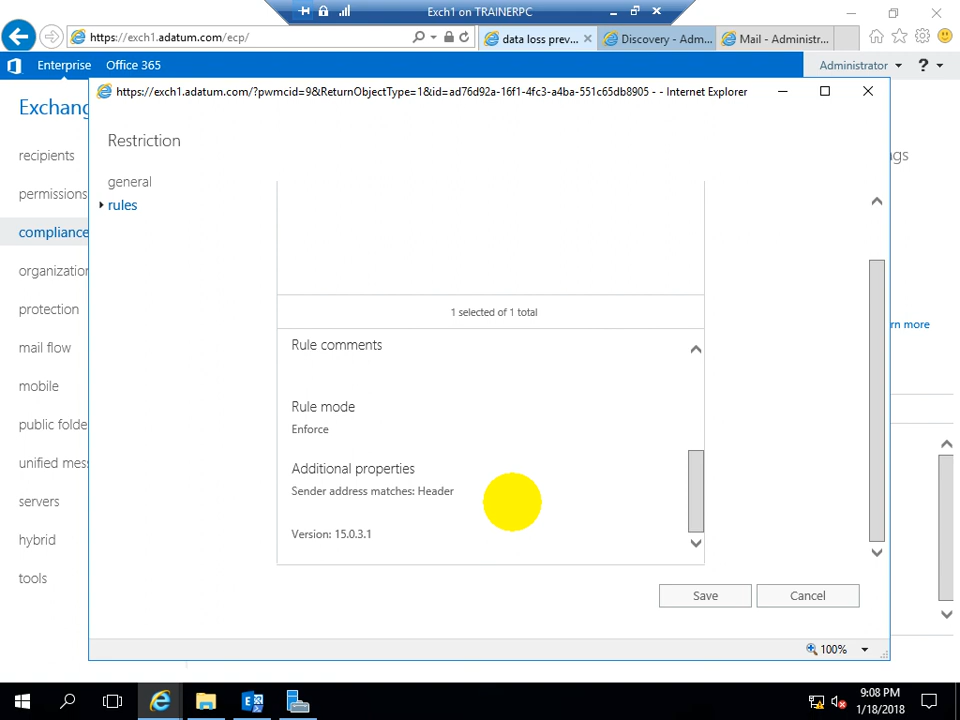 Exch1 on TRAINERPC
https://exch1.adatum.com/ecp/
data loss prev...
Discovery - Adm...
Mail - Administr...
Enterprise
Office 365
Administrator
?
https://exch1.adatum.com/?pwmcid=9&ReturnObjectType=1&id=ad76d92a-16f1-4fc3-a4ba-551c65db8905 - - Internet Explorer
Exchang
Restriction
recipients
general
permissions
rules
compliance
organization
1 selected of 1 total
protection
rn more
Rule comments
mail flow
mobile
Rule mode
public folde
Enforce
unified mes
Additional properties
Sender address matches: Header
servers
Version: 15.0.3.1
hybrid
tools
Save
Cancel
100%
9:08 PM
1/18/2018